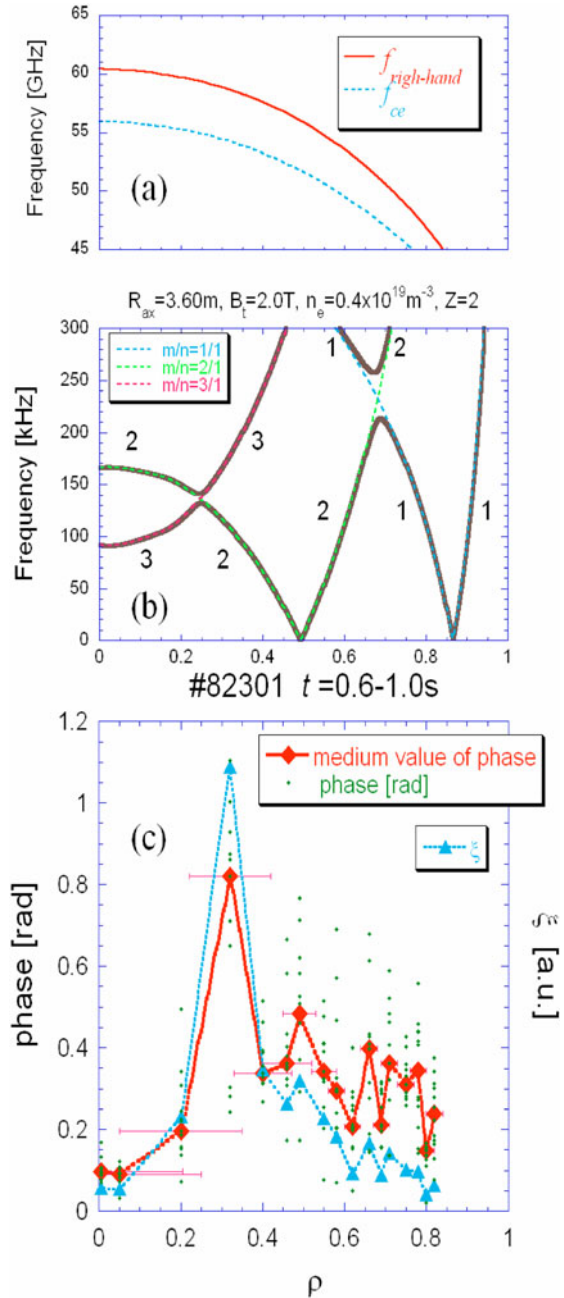 65
60
55
50
45
Frequency [GHz]
f righ-hand
f ce
(a)
R_ax=3.60m, B_t=2.0T, n_e=0.4x10^19m^-3, Z=2
300
250
200
150
100
50
0
Frequency [kHz]
m/n=1/1
m/n=2/1
m/n=3/1
1
2
2
3
3
2
2
1
1
(b)
0
0.2
0.4
0.6
0.8
1
#82301 t =0.6-1.0s
1.2
1
0.8
0.6
0.4
0.2
0
phase [rad]
medium value of phase
phase [rad]
ξ
(c)
ξ [a.u.]
0
0.2
0.4
0.6
0.8
1
ρ